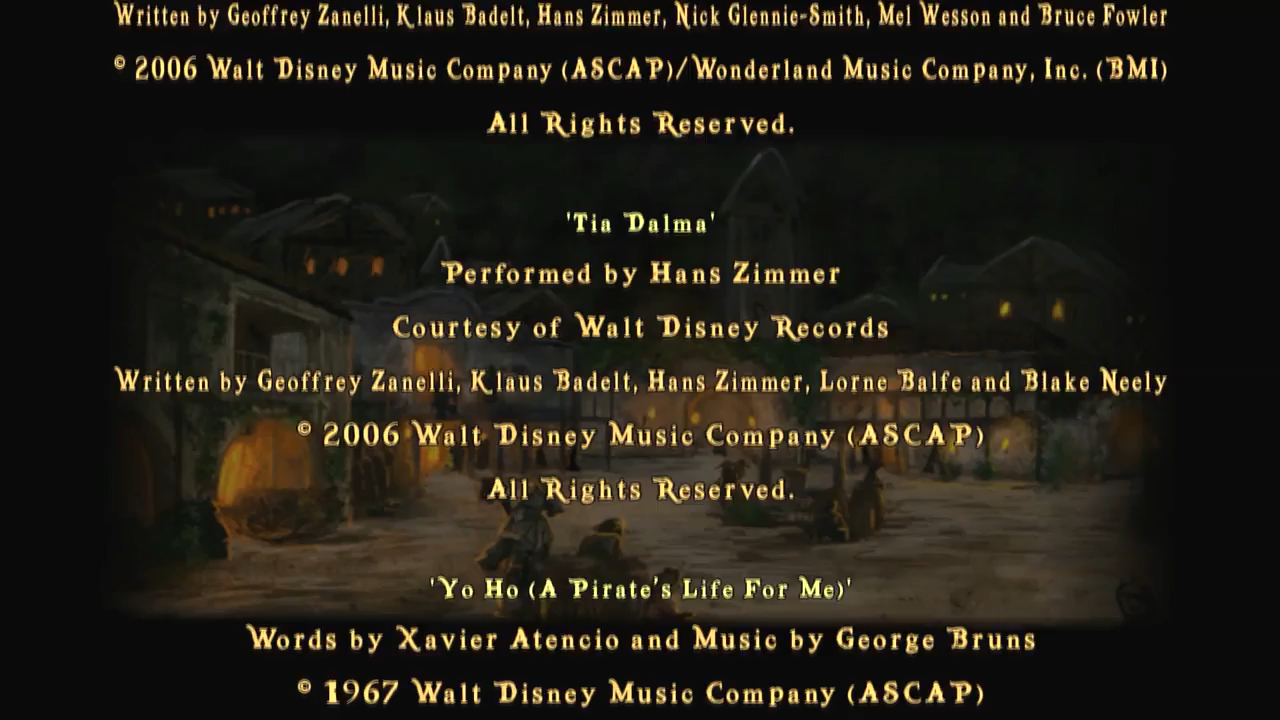 Written by Geoffrey Zanelli, Klaus Badelt, Hans Zimmer, Nick Glennie-Smith, Mel Wesson and Bruce Fowler
© 2006 Walt Disney Music Company (ASCAP)/Wonderland Music Company, Inc. (BMI)
All Rights Reserved.
'Tia Dalma'
Performed by Hans Zimmer
Courtesy of Walt Disney Records
Written by Geoffrey Zanelli, Klaus Badelt, Hans Zimmer, Lorne Balfe and Blake Neely
© 2006 Walt Disney Music Company (ASCAP)
All Rights Reserved.
'Yo Ho (A Pirate's Life For Me)'
Words by Xavier Atencio and Music by George Bruns
© 1967 Walt Disney Music Company (ASCAP)